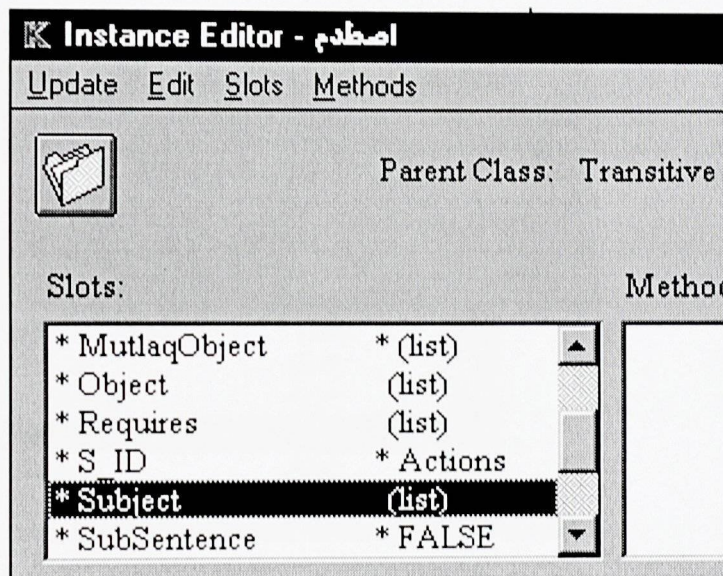 K Instance Editor - اصطدم
Update Edit Slots Methods
Parent Class: Transitive
Slots:
Method
* MutlaqObject * (list)
* Object (list)
* Requires (list)
* S_ID * Actions
* Subject (list)
* SubSentence * FALSE